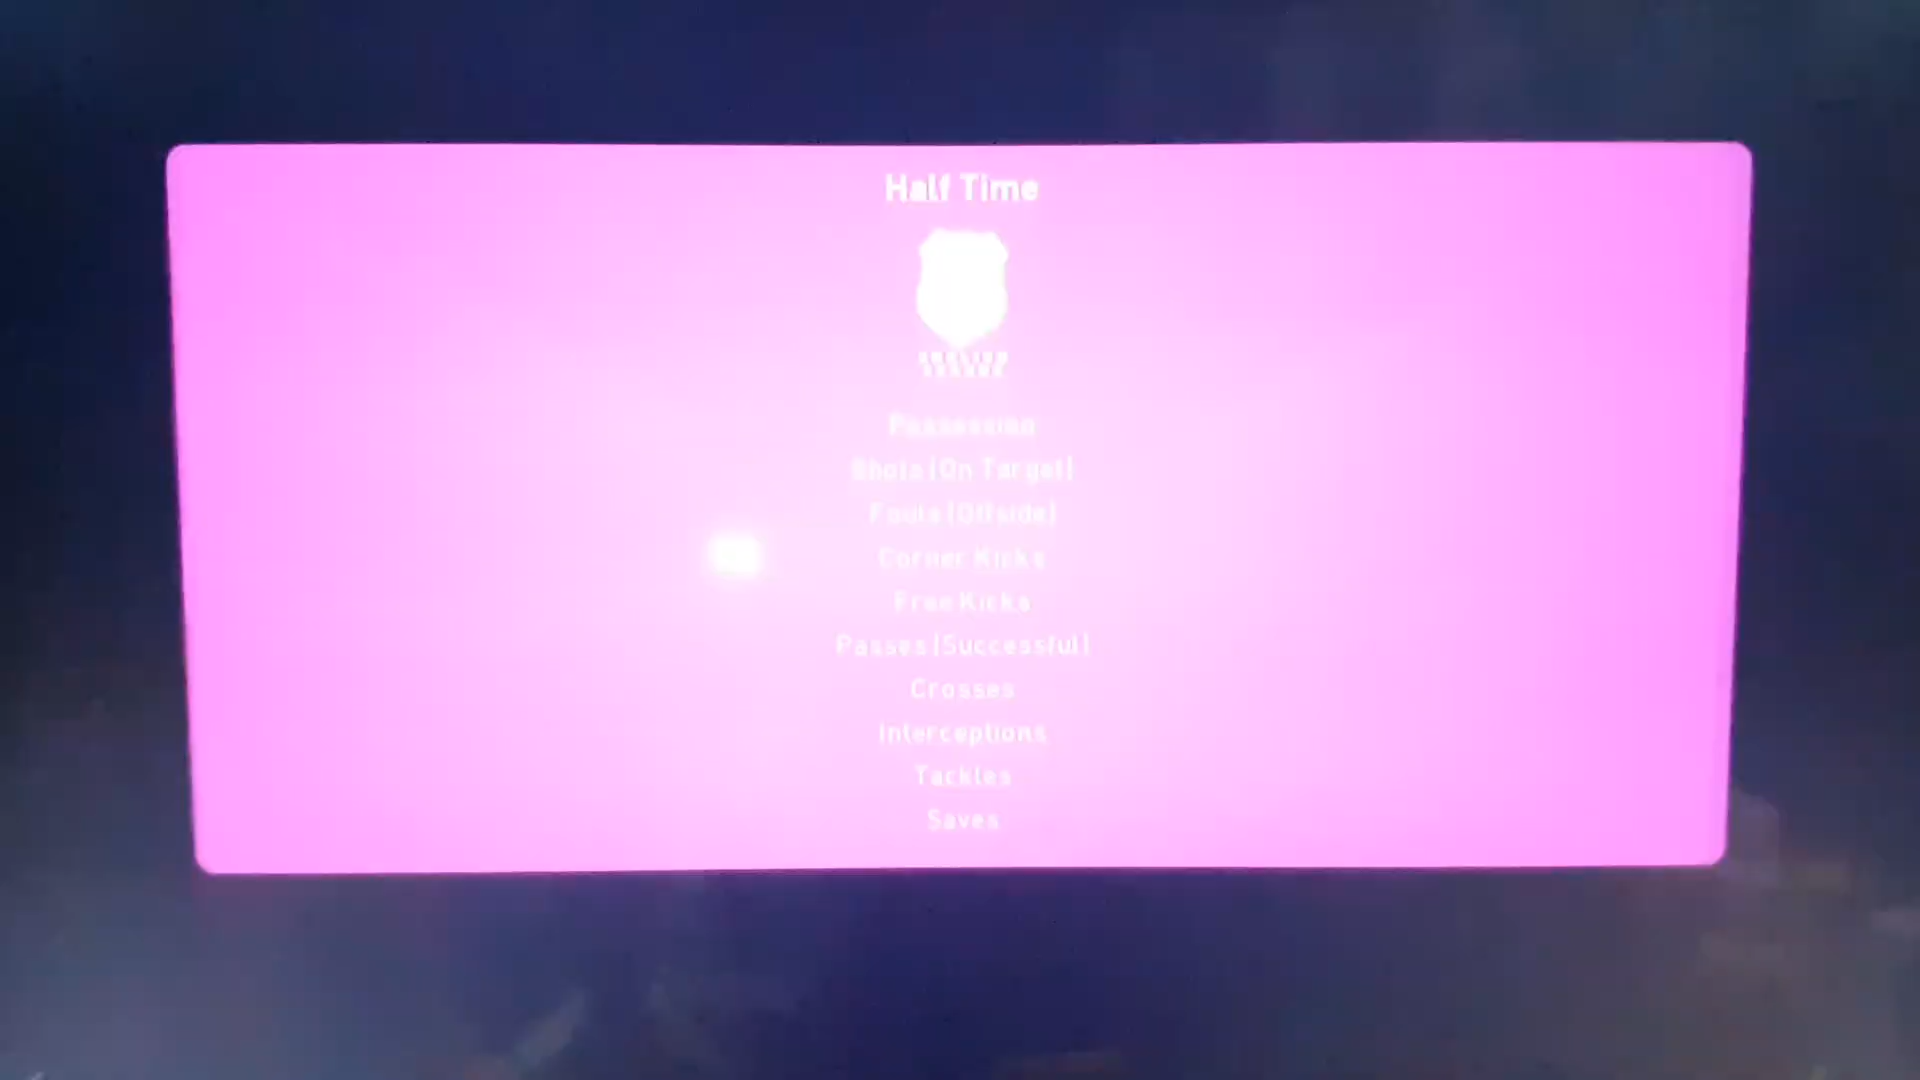 Half Time
Possession
Shots (On Target)
Fouls (Offside)
Corner Kicks
Free Kicks
Passes (Successful)
Crosses
Interceptions
Tackles
Saves